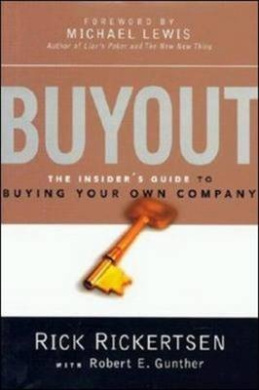 FOREWORD BY
MICHAEL LEWIS
Author of Liar's Poker and The New New Thing
BUYOUT
THE INSIDER'S GUIDE TO
BUYING YOUR OWN COMPANY
RICK RICKERTSEN
WITH Robert E. Gunther